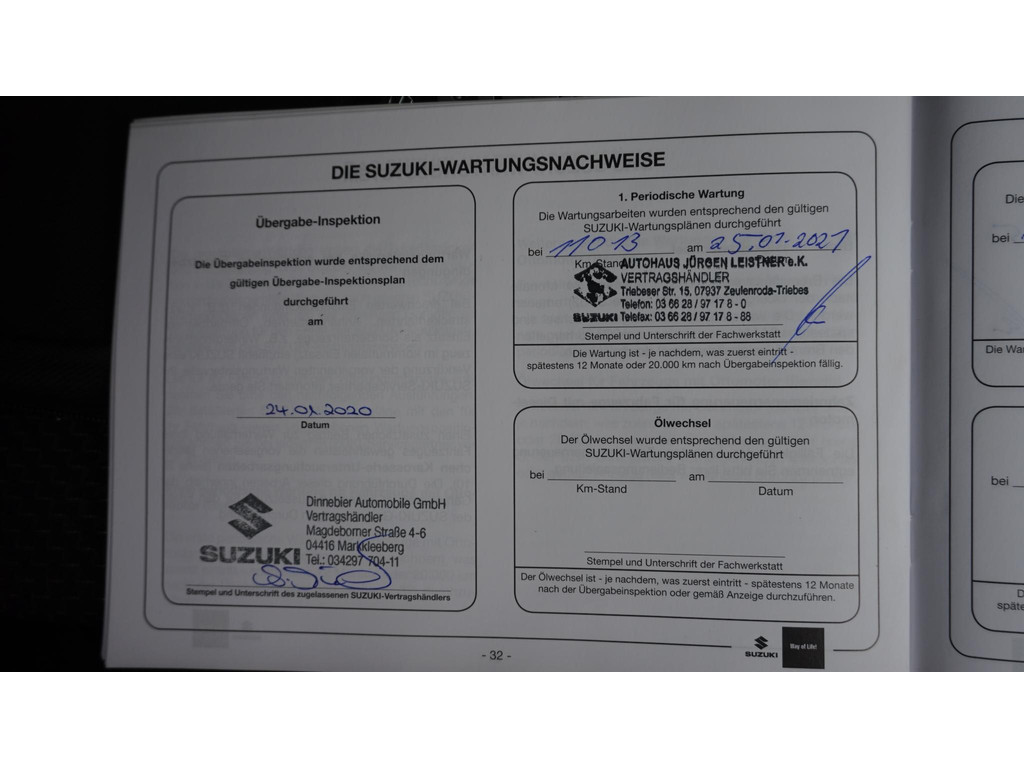 DIE SUZUKI-WARTUNGSNACHWEISE
Übergabe-Inspektion
Die Übergabeinspektion wurde entsprechend dem
gültigen Übergabe-Inspektionsplan
durchgeführt
am
24.01.2020
Datum
SUZUKI
Dinnebier Automobile GmbH
Vertragshändler
Magdeborner Straße 4-6
04416 Markkleeberg
Tel.: 034297 704-11
Stempel und Unterschrift des zugelassenen SUZUKI-Vertragshändlers
1. Periodische Wartung
Die Wartungsarbeiten wurden entsprechend den gültigen
SUZUKI-Wartungsplänen durchgeführt
bei 11013 am 25.01.2021
Km-Stand
AUTOHAUS JÜRGEN LEISTNER e.K.
VERTRAGSHÄNDLER
Triebeser Str. 15, 07937 Zeulenroda-Triebes
Telefon: 03 66 28 / 97 17 8 - 0
SUZUKI Telefax: 03 66 28 / 97 17 8 - 88
Stempel und Unterschrift der Fachwerkstatt
Die Wartung ist - je nachdem, was zuerst eintritt -
spätestens 12 Monate oder 20.000 km nach Übergabeinspektion fällig.
Ölwechsel
Der Ölwechsel wurde entsprechend den gültigen
SUZUKI-Wartungsplänen durchgeführt
bei am
Km-Stand Datum
Stempel und Unterschrift der Fachwerkstatt
Der Ölwechsel ist - je nachdem, was zuerst eintritt - spätestens 12 Monate
nach der Übergabeinspektion oder gemäß Anzeige durchzuführen.
- 32 -
SUZUKI
Way of Life!
Die
bei
Die Wa
bei
D
späte